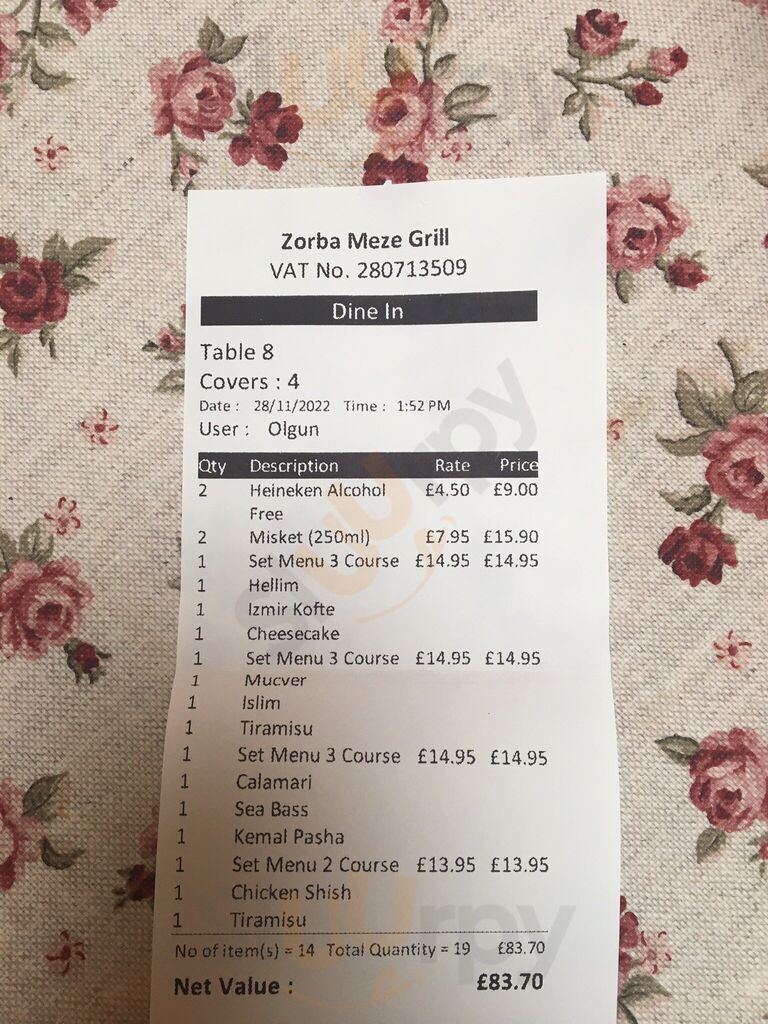 Zorba Meze Grill
VAT No. 280713509
Dine In
Table 8
Covers : 4
Date : 28/11/2022 Time : 1:52 PM
User : Olgun
Qty Description Rate Price
2 Heineken Alcohol £4.50 £9.00
Free
2 Misket (250ml) £7.95 £15.90
1 Set Menu 3 Course £14.95 £14.95
1 Hellim
1 Izmir Kofte
1 Cheesecake
1 Set Menu 3 Course £14.95 £14.95
1 Mucver
1 Islim
1 Tiramisu
1 Set Menu 3 Course £14.95 £14.95
1 Calamari
1 Sea Bass
1 Kemal Pasha
1 Set Menu 2 Course £13.95 £13.95
1 Chicken Shish
1 Tiramisu
No of item(s) = 14 Total Quantity = 19 £83.70
Net Value : £83.70